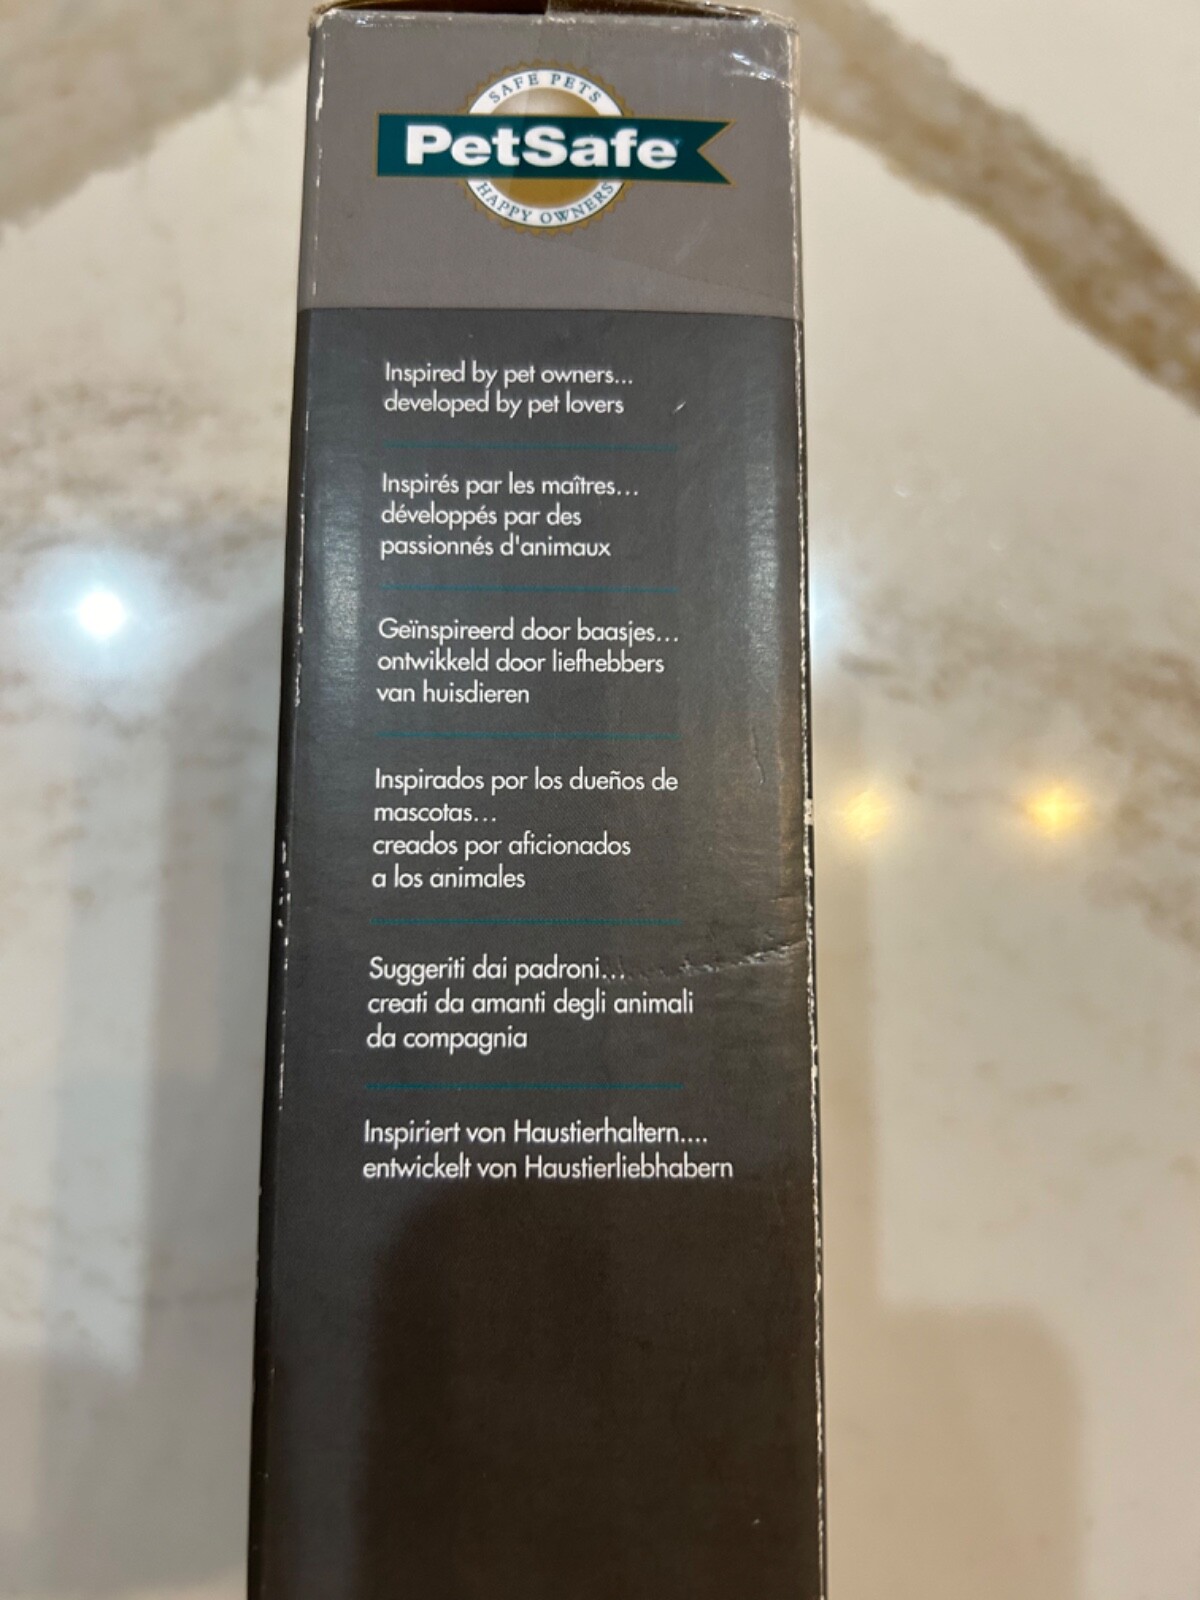 SAFE PETS
PetSafe
HAPPY OWNERS
Inspired by pet owners...
developed by pet lovers
Inspirés par les maîtres...
développés par des
passionnés d'animaux
Geïnspireerd door baasjes...
ontwikkeld door liefhebbers
van huisdieren
Inspirados por los dueños de
mascotas...
creados por aficionados
a los animales
Suggeriti dai padroni...
creati da amanti degli animali
da compagnia
Inspiriert von Haustierhaltern....
entwickelt von Haustierliebhabern